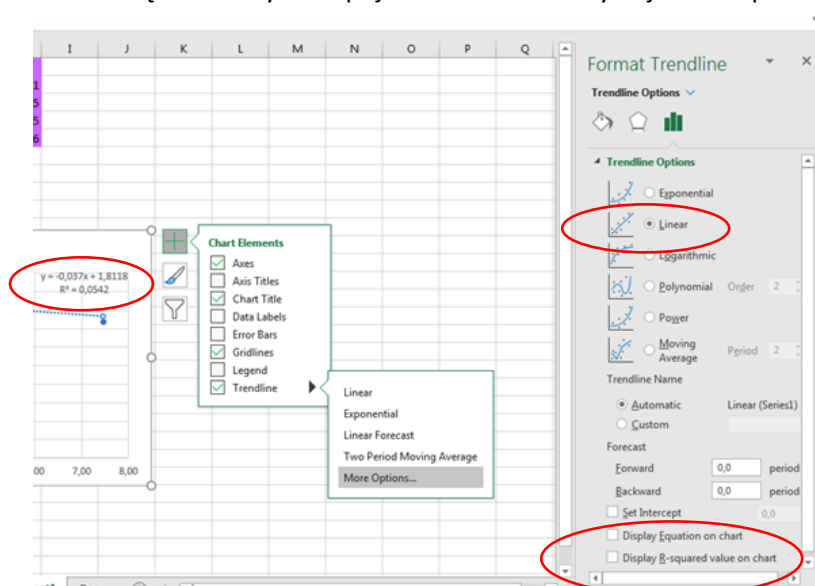 I J K L M N O P Q
1
5
5
6
y = -0,037x + 1,8118
R² = 0,0542
7,00 8,00
Chart Elements
Axes
Axis Titles
Chart Title
Data Labels
Error Bars
Gridlines
Legend
Trendline
Linear
Exponential
Linear Forecast
Two Period Moving Average
More Options...
Format Trendline
Trendline Options
Trendline Options
Exponential
Linear
Logarithmic
Polynomial Order 2
Power
Moving
Average Period 2
Trendline Name
Automatic Linear (Series1)
Custom
Forecast
Forward 0,0 period
Backward 0,0 period
Set Intercept 0,0
Display Equation on chart
Display R-squared value on chart